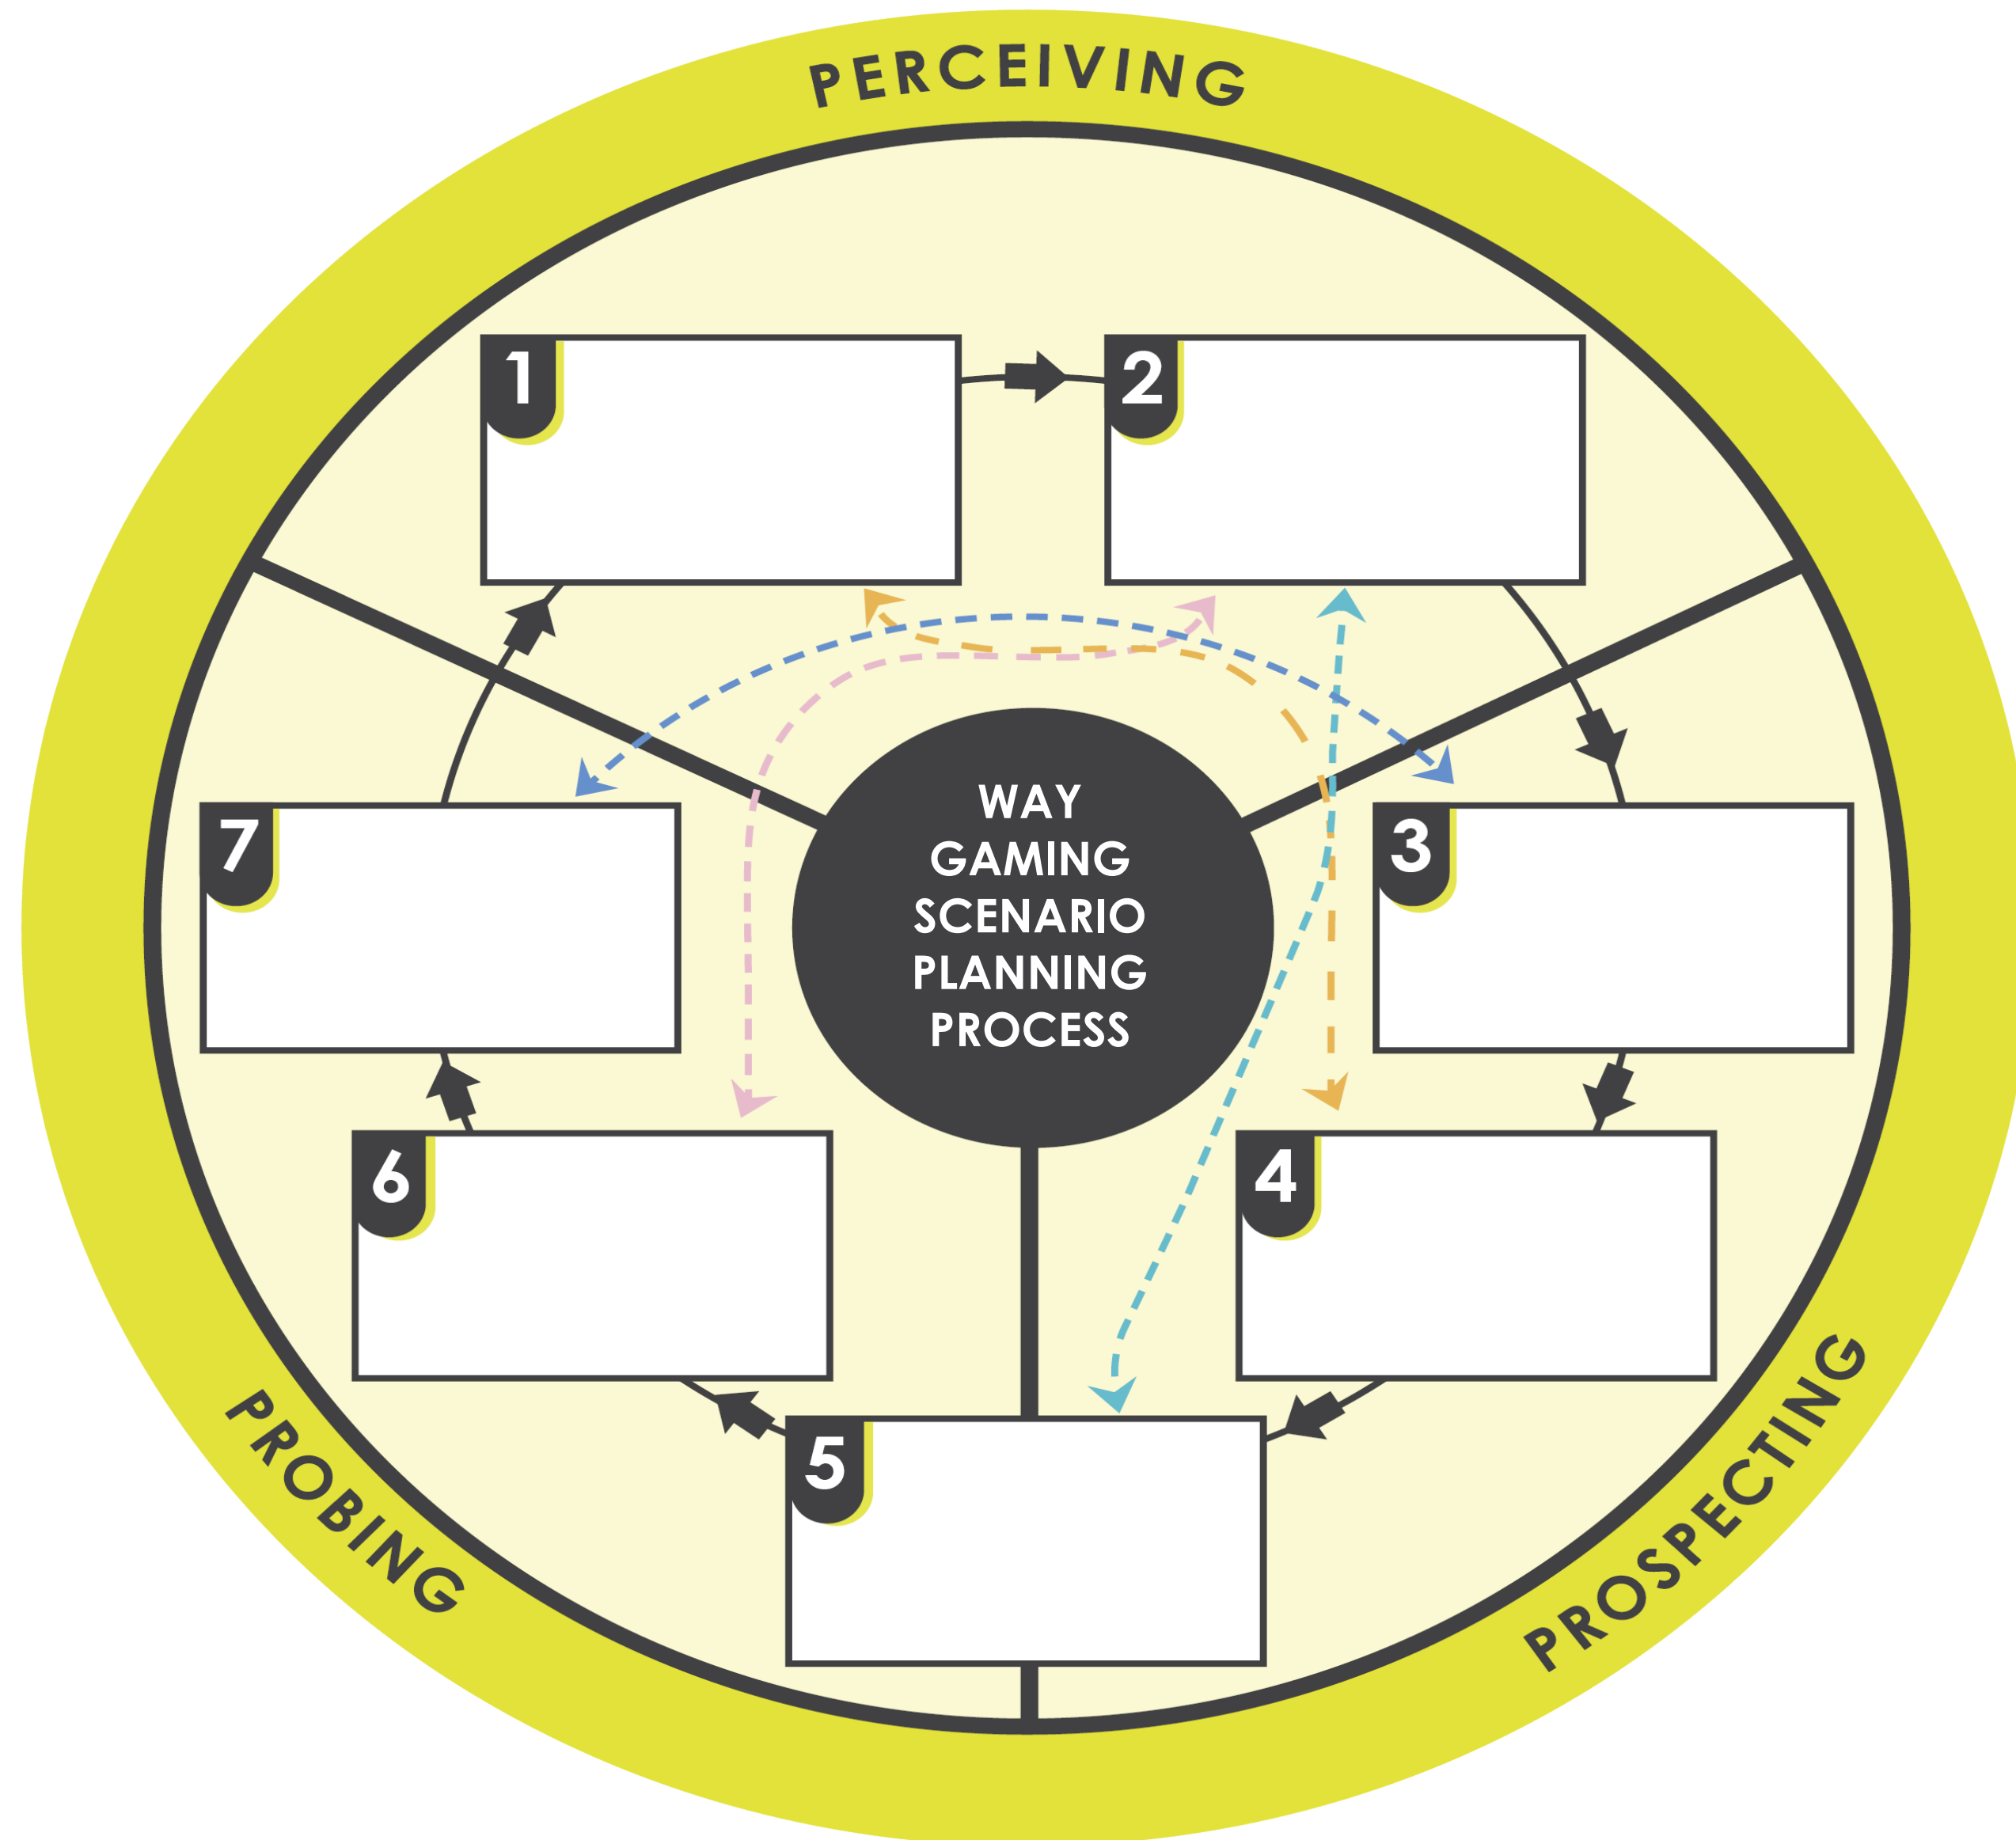 PERCEIVING
1
2
WAY
GAMING
SCENARIO
PLANNING
PROCESS
7
3
6
4
5
PROBING
PROSPECTING